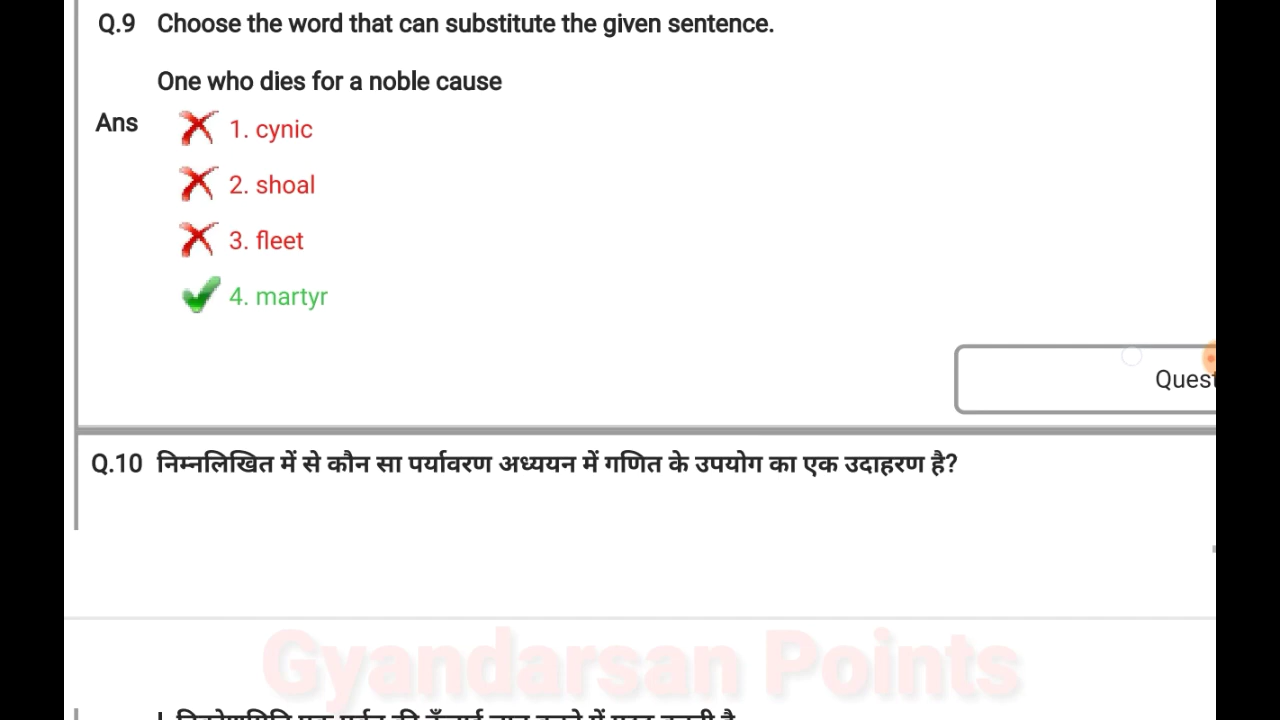 Q.9 Choose the word that can substitute the given sentence.
One who dies for a noble cause
Ans 1. cynic
2. shoal
3. fleet
4. martyr
Q.10 निम्नलिखित में से कौन सा पर्यावरण अध्ययन में गणित के उपयोग का एक उदाहरण है?
Gyandarsan Points